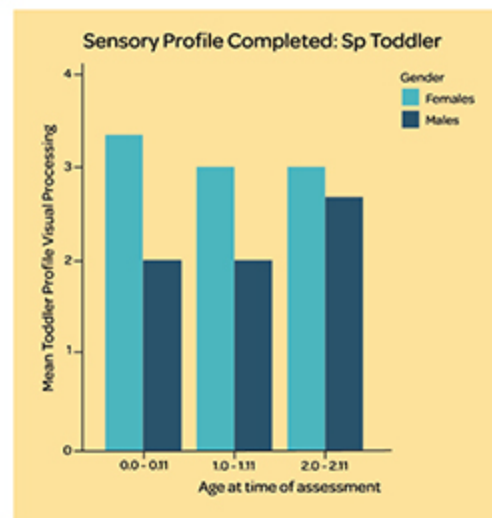 Sensory Profile Completed: Sp Toddler
Gender
Females
Males
Mean Toddler Profile Visual Processing
4
3
2
1
0
0.0 - 0.11
1.0 - 1.11
2.0 - 2.11
Age at time of assessment